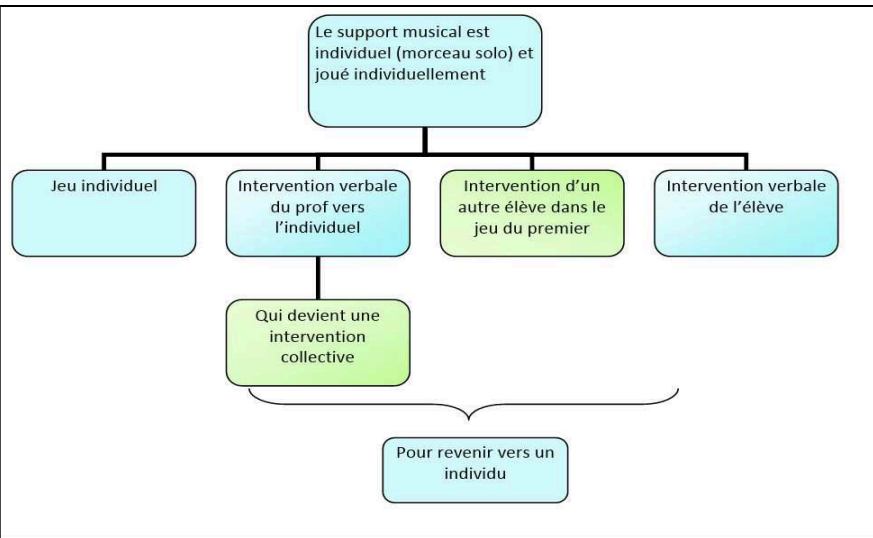 Le support musical est
individuel (morceau solo) et
joué individuellement
Jeu individuel
Intervention verbale
du prof vers
l’individuel
Intervention d’un
autre élève dans le
jeu du premier
Intervention verbale
de l’élève
Qui devient une
intervention
collective
Pour revenir vers un
individu